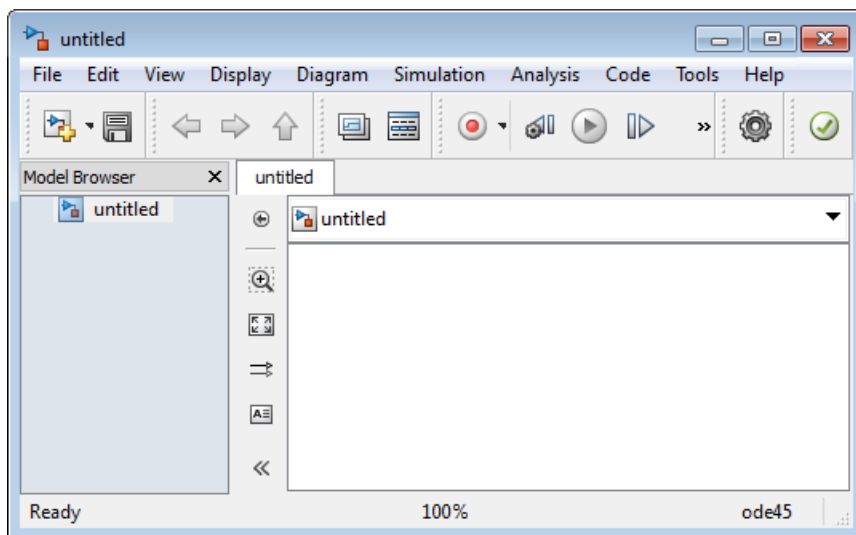 untitled
File Edit View Display Diagram Simulation Analysis Code Tools Help
Model Browser untitled
untitled untitled
Ready 100% ode45